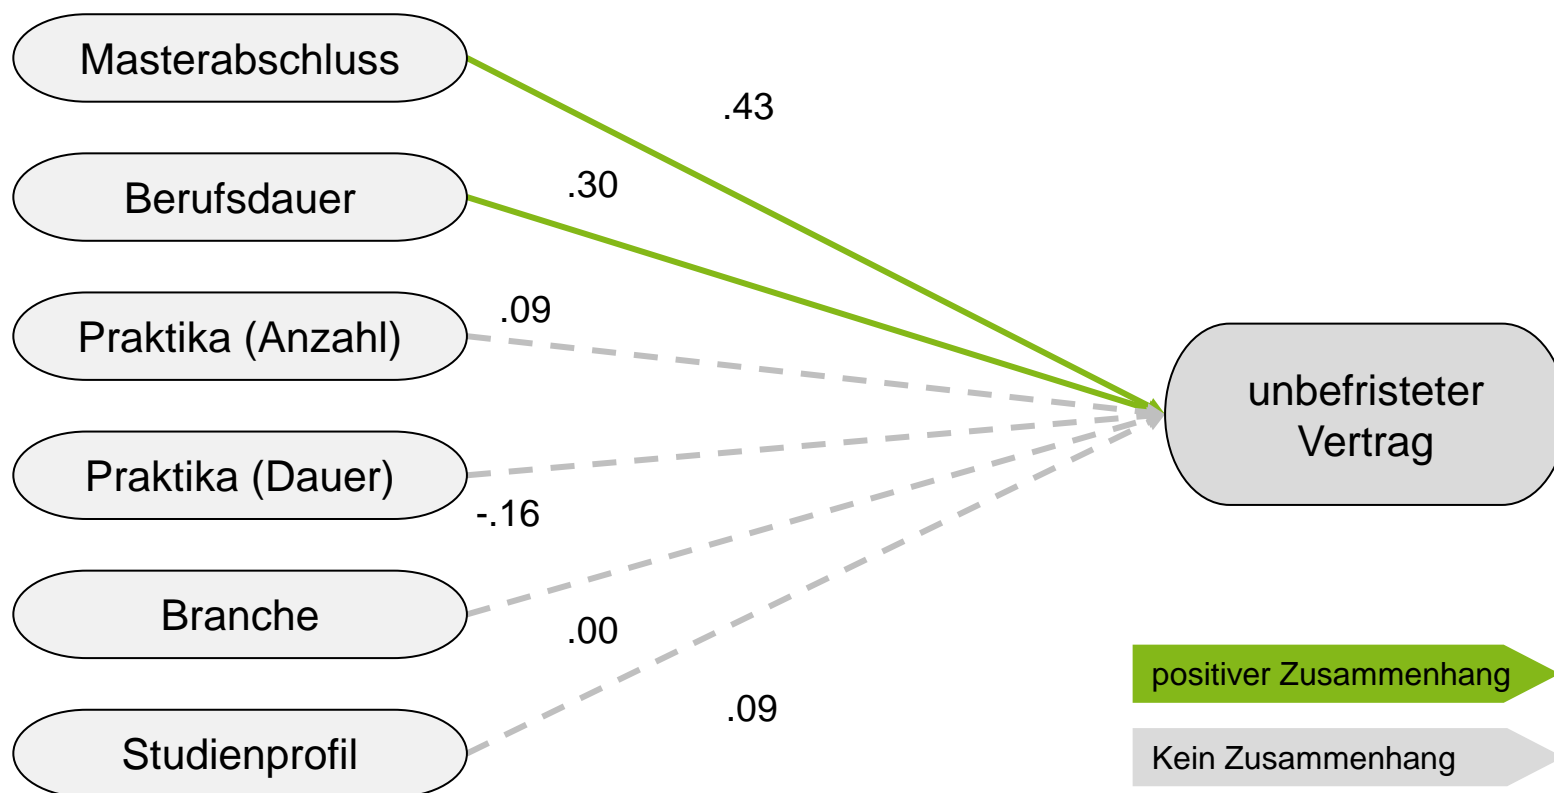 Masterabschluss
.43
Berufsdauer
.30
Praktika (Anzahl)
.09
unbefristeter
Vertrag
Praktika (Dauer)
-.16
Branche
.00
Studienprofil
.09
positiver Zusammenhang
Kein Zusammenhang